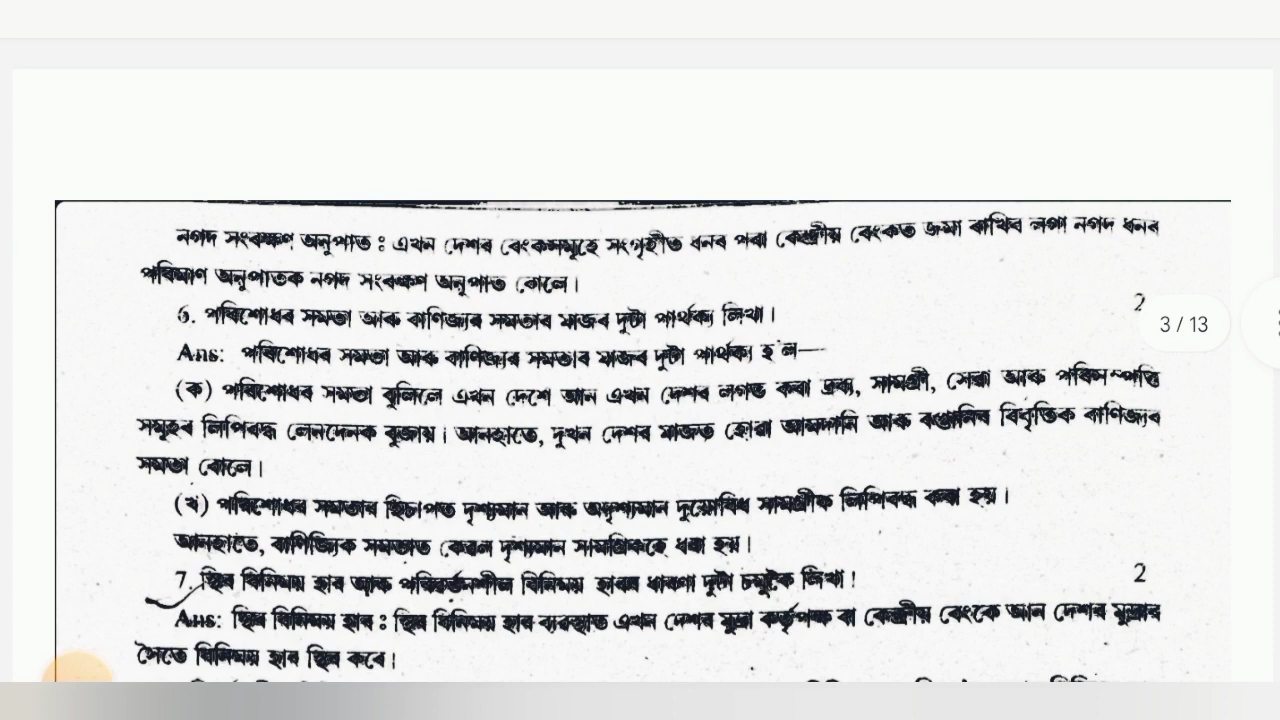 নগদ সংৰক্ষণ অনুপাত : এখন দেশৰ বেংকসমূহে সংগৃহীত ধনৰ পৰা কেন্দ্ৰীয় বেংকত জমা ৰাখিব লগা নগদ ধনৰ
পৰিমাণ অনুপাতক নগদ সংৰক্ষণ অনুপাত বোলে।
6. পৰিশোধৰ সমতা আৰু বাণিজ্যৰ সমতাৰ মাজৰ দুটা পাৰ্থক্য লিখা। 2
3 / 13
Ans: পৰিশোধৰ সমতা আৰু বাণিজ্যৰ সমতাৰ মাজৰ দুটা পাৰ্থক্য হ'ল—
(ক) পৰিশোধৰ সমতা বুলিলে এখন দেশে আন এখন দেশৰ লগত কৰা দ্ৰব্য, সামগ্ৰী, সেৱা আৰু পৰিসম্পত্তি
সমূহৰ লিপিবদ্ধ লেনদেনক বুজায়। আনহাতে, দুখন দেশৰ মাজত হোৱা আমদানি আৰু ৰপ্তানিৰ বিবৃতিক বাণিজ্যৰ
সমতা বোলে।
(খ) পৰিশোধৰ সমতাৰ হিচাপত দৃশ্যমান আৰু অদৃশ্যমান দুয়োবিধ সামগ্ৰীক লিপিবদ্ধ কৰা হয়।
আনহাতে, বাণিজ্যিক সমতাত কেৱল দৃশ্যমান সামগ্ৰিকহে ধৰা হয়।
7. স্থিৰ বিনিময় হাৰ আৰু পৰিৱৰ্তনশীল বিনিময় হাৰৰ ধাৰণা দুটা চমুকৈ লিখা! 2
Ans: স্থিৰ বিনিময় হাৰ : স্থিৰ বিনিময় হাৰ ব্যৱস্থাত এখন দেশৰ মুদ্ৰা কৰ্তৃপক্ষ বা কেন্দ্ৰীয় বেংকে আন দেশৰ মুদ্ৰাৰ
সৈতে বিনিময় হাৰ স্থিৰ কৰে।